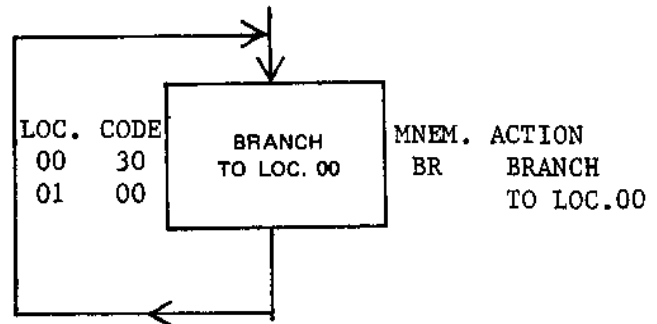 LOC. CODE
00 30
01 00
BRANCH
TO LOC. 00
MNEM. ACTION
BR BRANCH
TO LOC.00